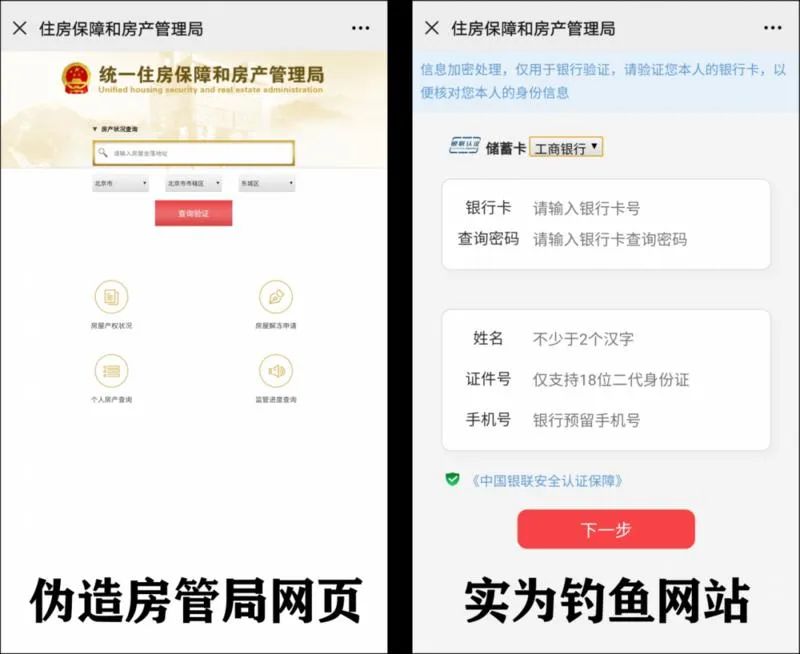 住房保障和房产管理局
统一住房保障和房产管理局
Unified housing security and real estate administration
▼ 房产状况查询
请输入房屋坐落地址
北京市
北京市市辖区
东城区
查询验证
房屋产权状况
房屋解冻申请
个人房产查询
监管进度查询
伪造房管局网页
住房保障和房产管理局
信息加密处理，仅用于银行验证，请验证您本人的银行卡，以
便核对您本人的身份信息
银联认证 储蓄卡 工商银行
银行卡 请输入银行卡号
查询密码 请输入银行卡查询密码
姓名 不少于2个汉字
证件号 仅支持18位二代身份证
手机号 银行预留手机号
《中国银联安全认证保障》
下一步
实为钓鱼网站